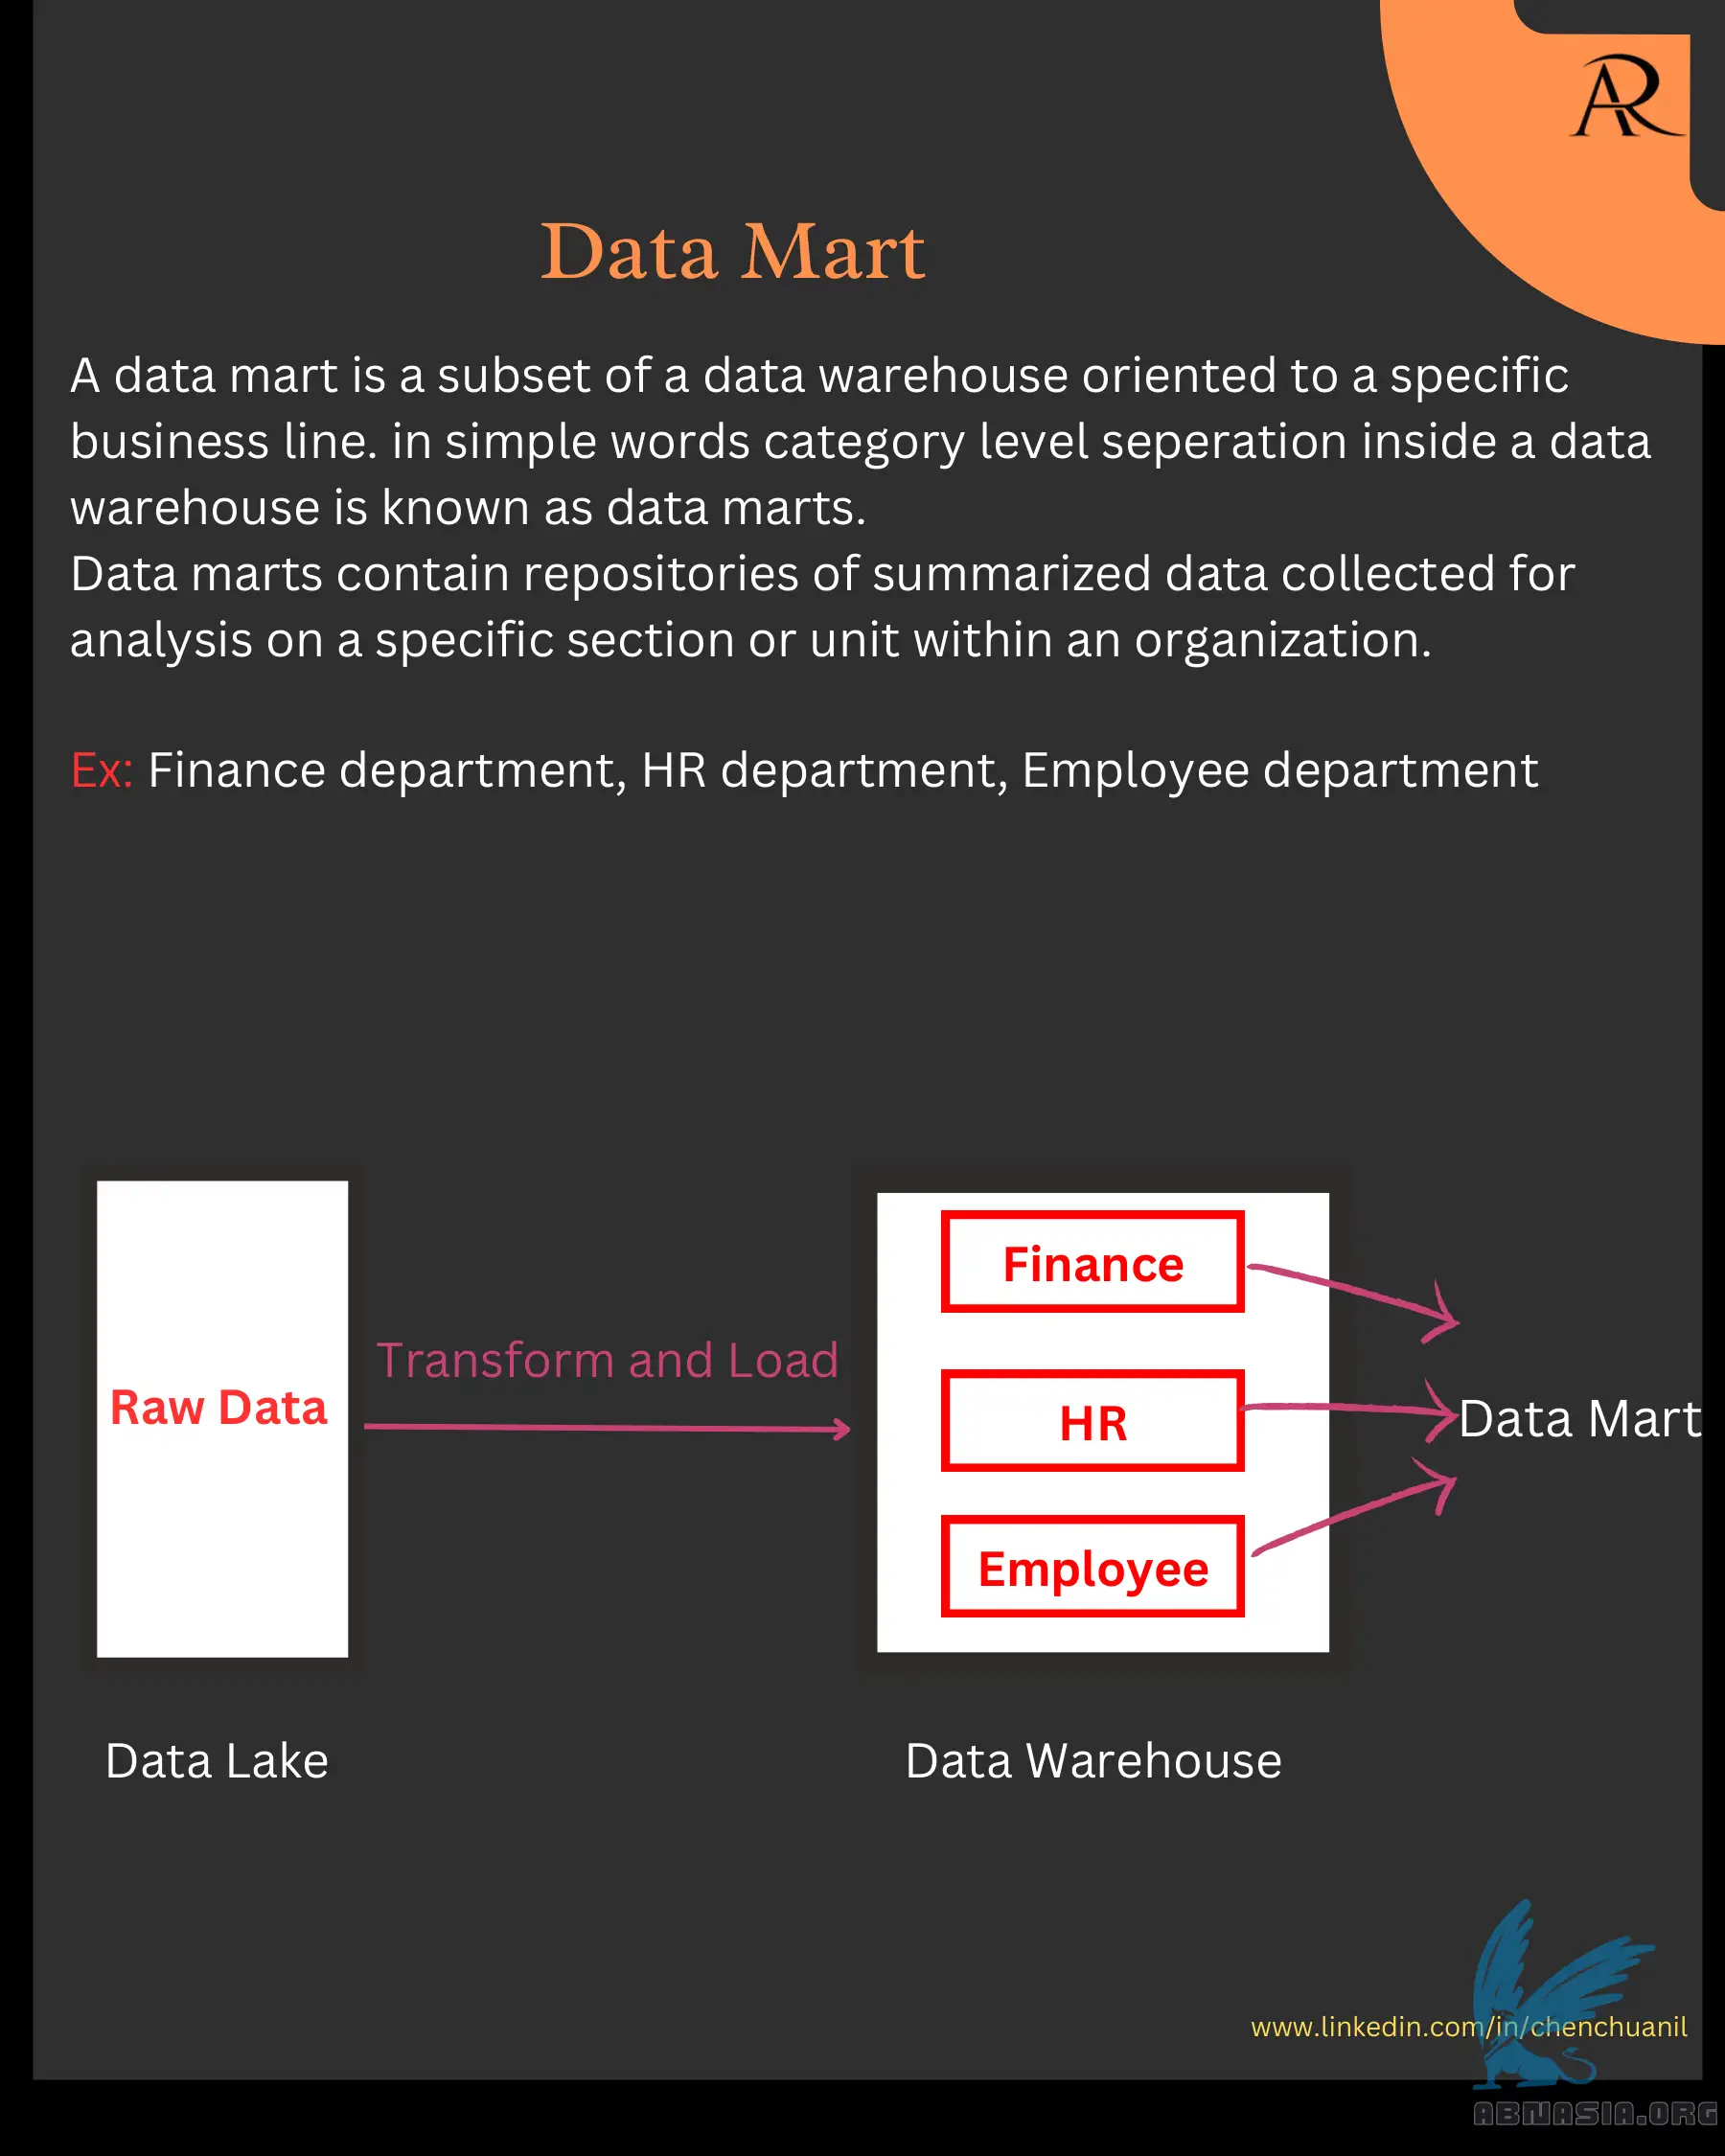 AR
Data Mart
A data mart is a subset of a data warehouse oriented to a specific
business line. in simple words category level seperation inside a data
warehouse is known as data marts.
Data marts contain repositories of summarized data collected for
analysis on a specific section or unit within an organization.
Ex: Finance department, HR department, Employee department
Finance
Transform and Load
Raw Data
HR
Data Mart
Employee
Data Lake
Data Warehouse
www.linkedin.com/in/chenchuanil
ABNASIA.ORG